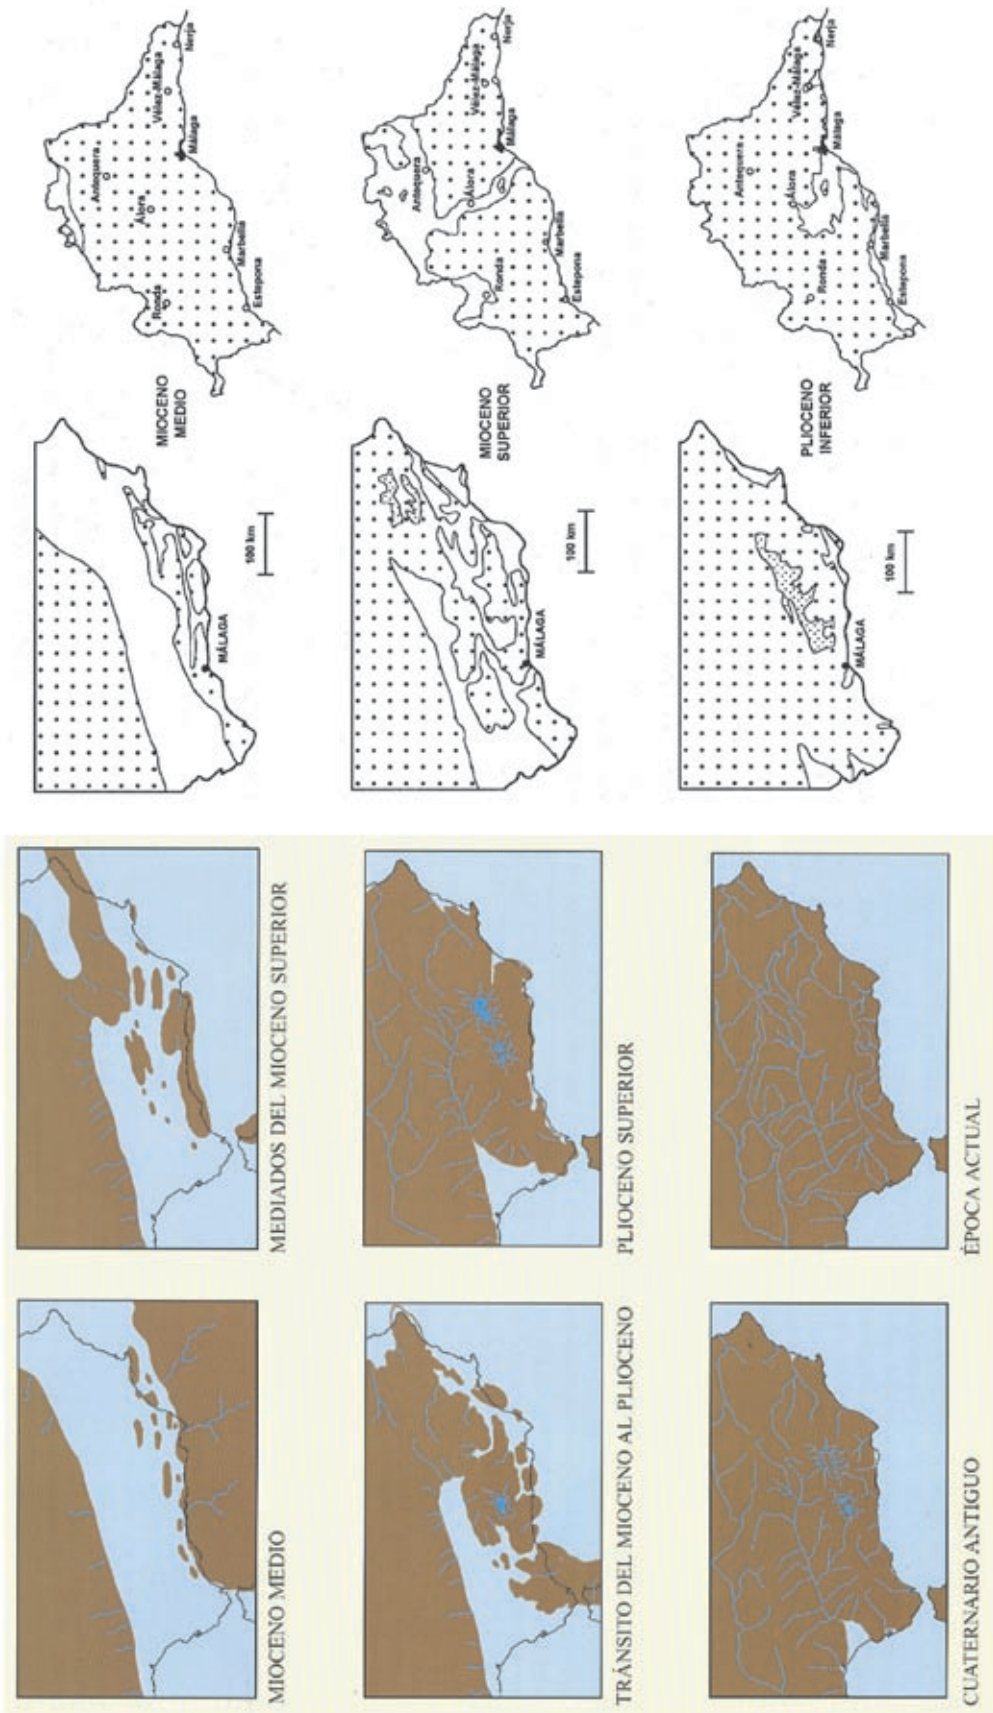 MIOCENO MEDIO
MEDIADOS DEL MIOCENO SUPERIOR
TRÁNSITO DEL MIOCENO AL PLIOCENO
PLIOCENO SUPERIOR
CUATERNARIO ANTIGUO
ÉPOCA ACTUAL
MÁLAGA
100 km
MIOCENO
MEDIO
Antequera
Álora
Ronda
Vélez-Málaga
Nerja
Málaga
Marbella
Estepona
MÁLAGA
100 km
MIOCENO
SUPERIOR
Antequera
Álora
Ronda
Vélez-Málaga
Nerja
Málaga
Marbella
Estepona
MÁLAGA
100 km
PLIOCENO
INFERIOR
Antequera
Álora
Ronda
Vélez-Málaga
Nerja
Málaga
Marbella
Estepona